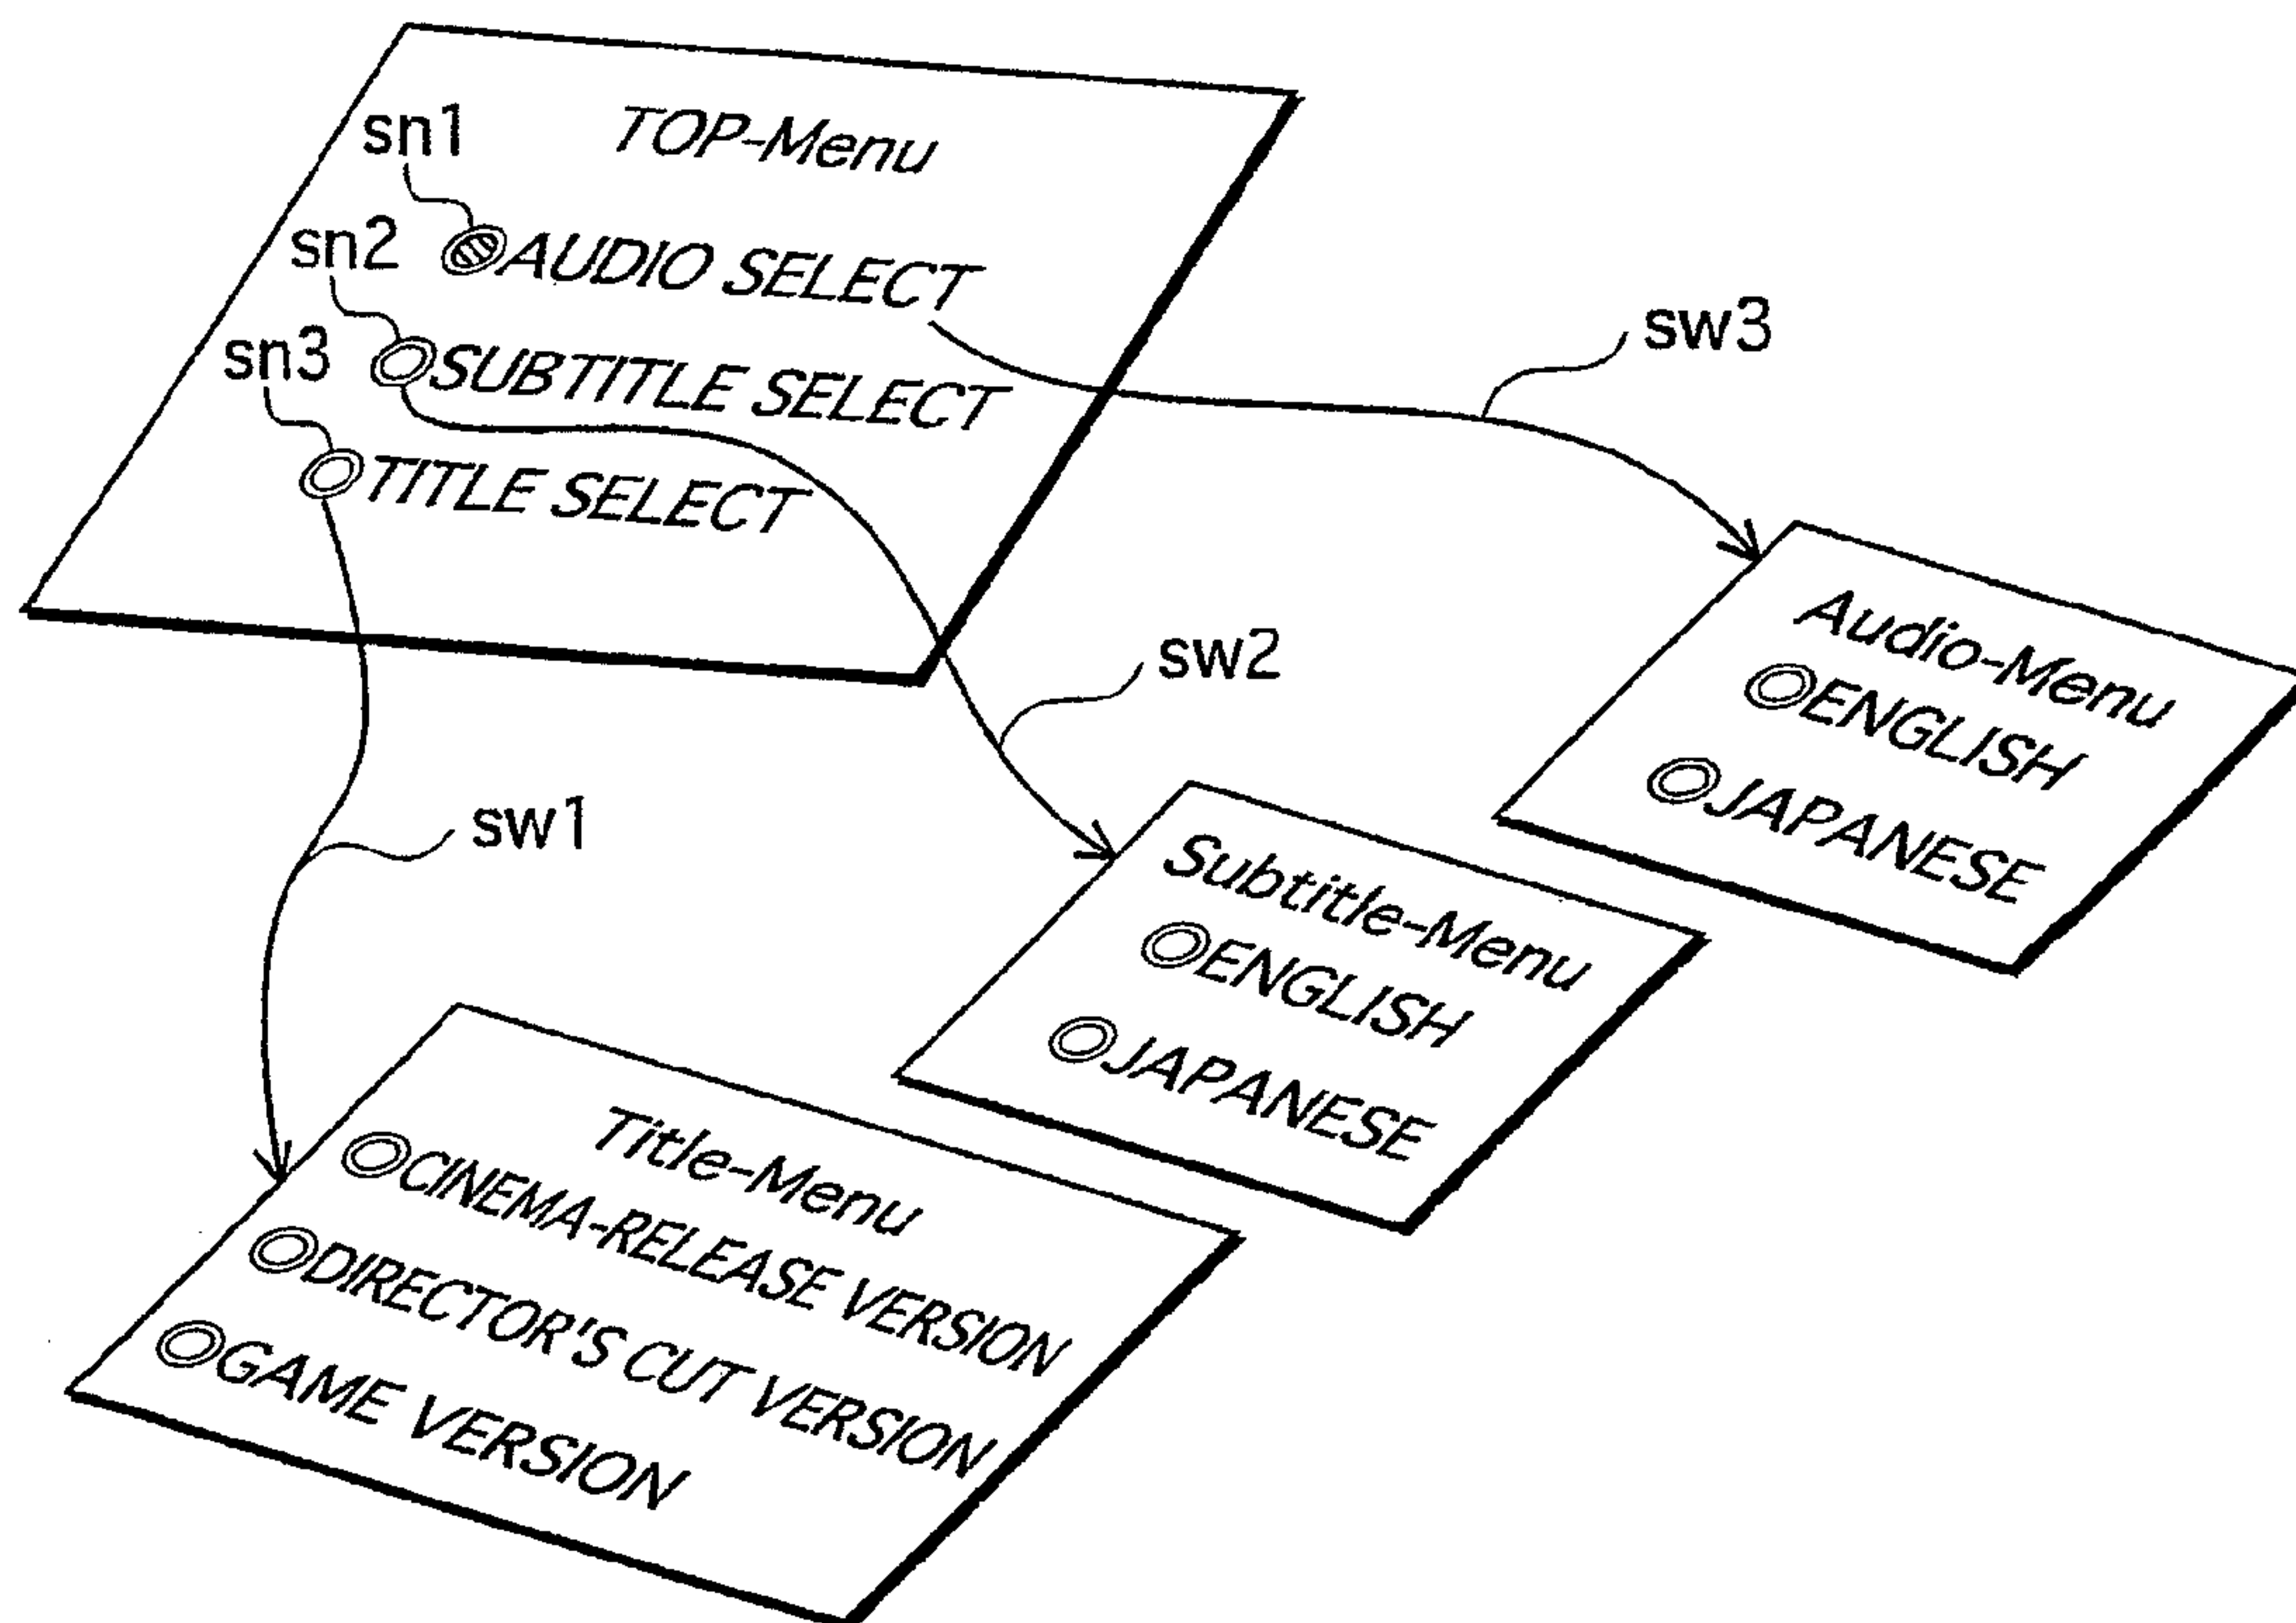 TOP-Menu
sn1
AUDIO SELECT
sn2
SUBTITLE SELECT
sn3
TITLE SELECT
sw3
sw2
sw1
Audio-Menu
ENGLISH
JAPANESE
Subtitle-Menu
ENGLISH
JAPANESE
Title-Menu
CINEMA-RELEASE VERSION
DIRECTOR'S CUT VERSION
GAME VERSION